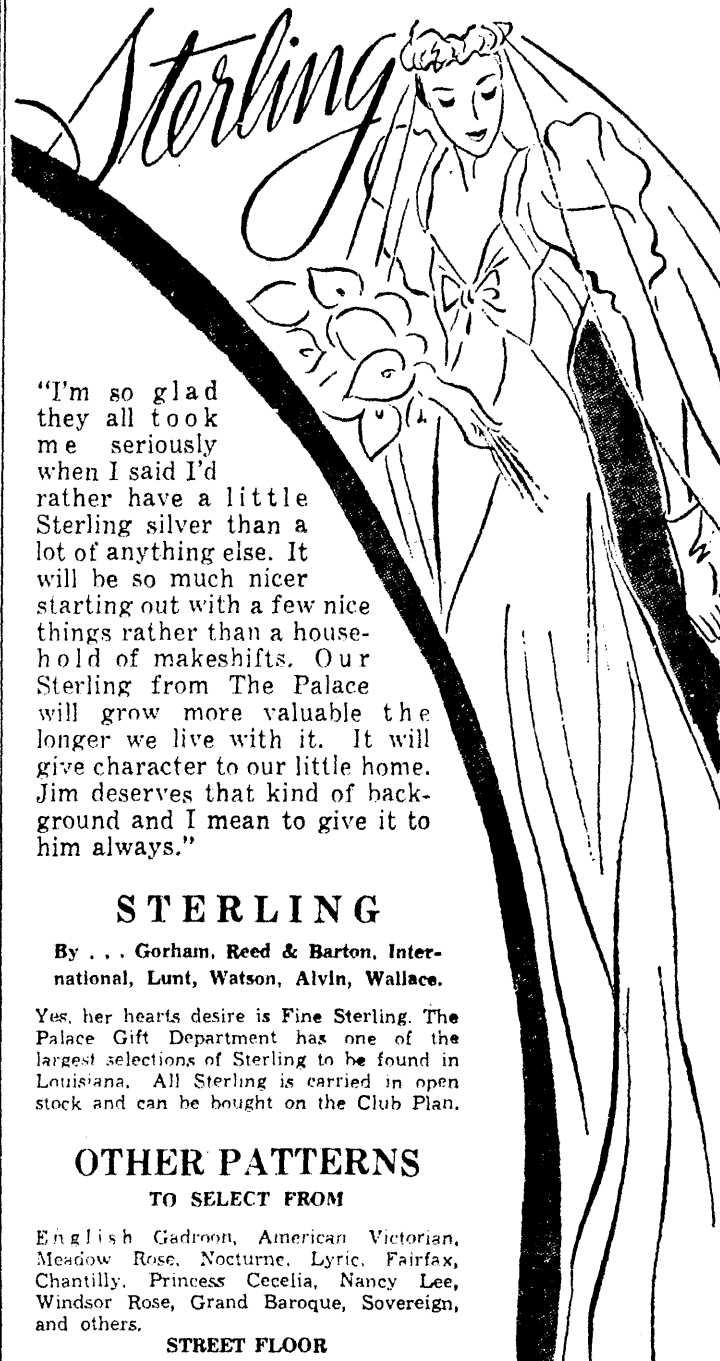 Sterling
“I’m so glad
they all took
me seriously
when I said I’d
rather have a little
Sterling silver than a
lot of anything else. It
will be so much nicer
starting out with a few nice
things rather than a house-
hold of makeshifts. Our
Sterling from The Palace
will grow more valuable the
longer we live with it. It will
give character to our little home.
Jim deserves that kind of back-
ground and I mean to give it to
him always.”
STERLING
By . . . Gorham, Reed & Barton, Inter-
national, Lunt, Watson, Alvin, Wallace.
Yes, her hearts desire is Fine Sterling. The
Palace Gift Department has one of the
largest selections of Sterling to be found in
Louisiana. All Sterling is carried in open
stock and can be bought on the Club Plan.
OTHER PATTERNS
TO SELECT FROM
English Gadroon, American Victorian,
Meadow Rose, Nocturne, Lyric, Fairfax,
Chantilly, Princess Cecelia, Nancy Lee,
Windsor Rose, Grand Baroque, Sovereign,
and others.
STREET FLOOR